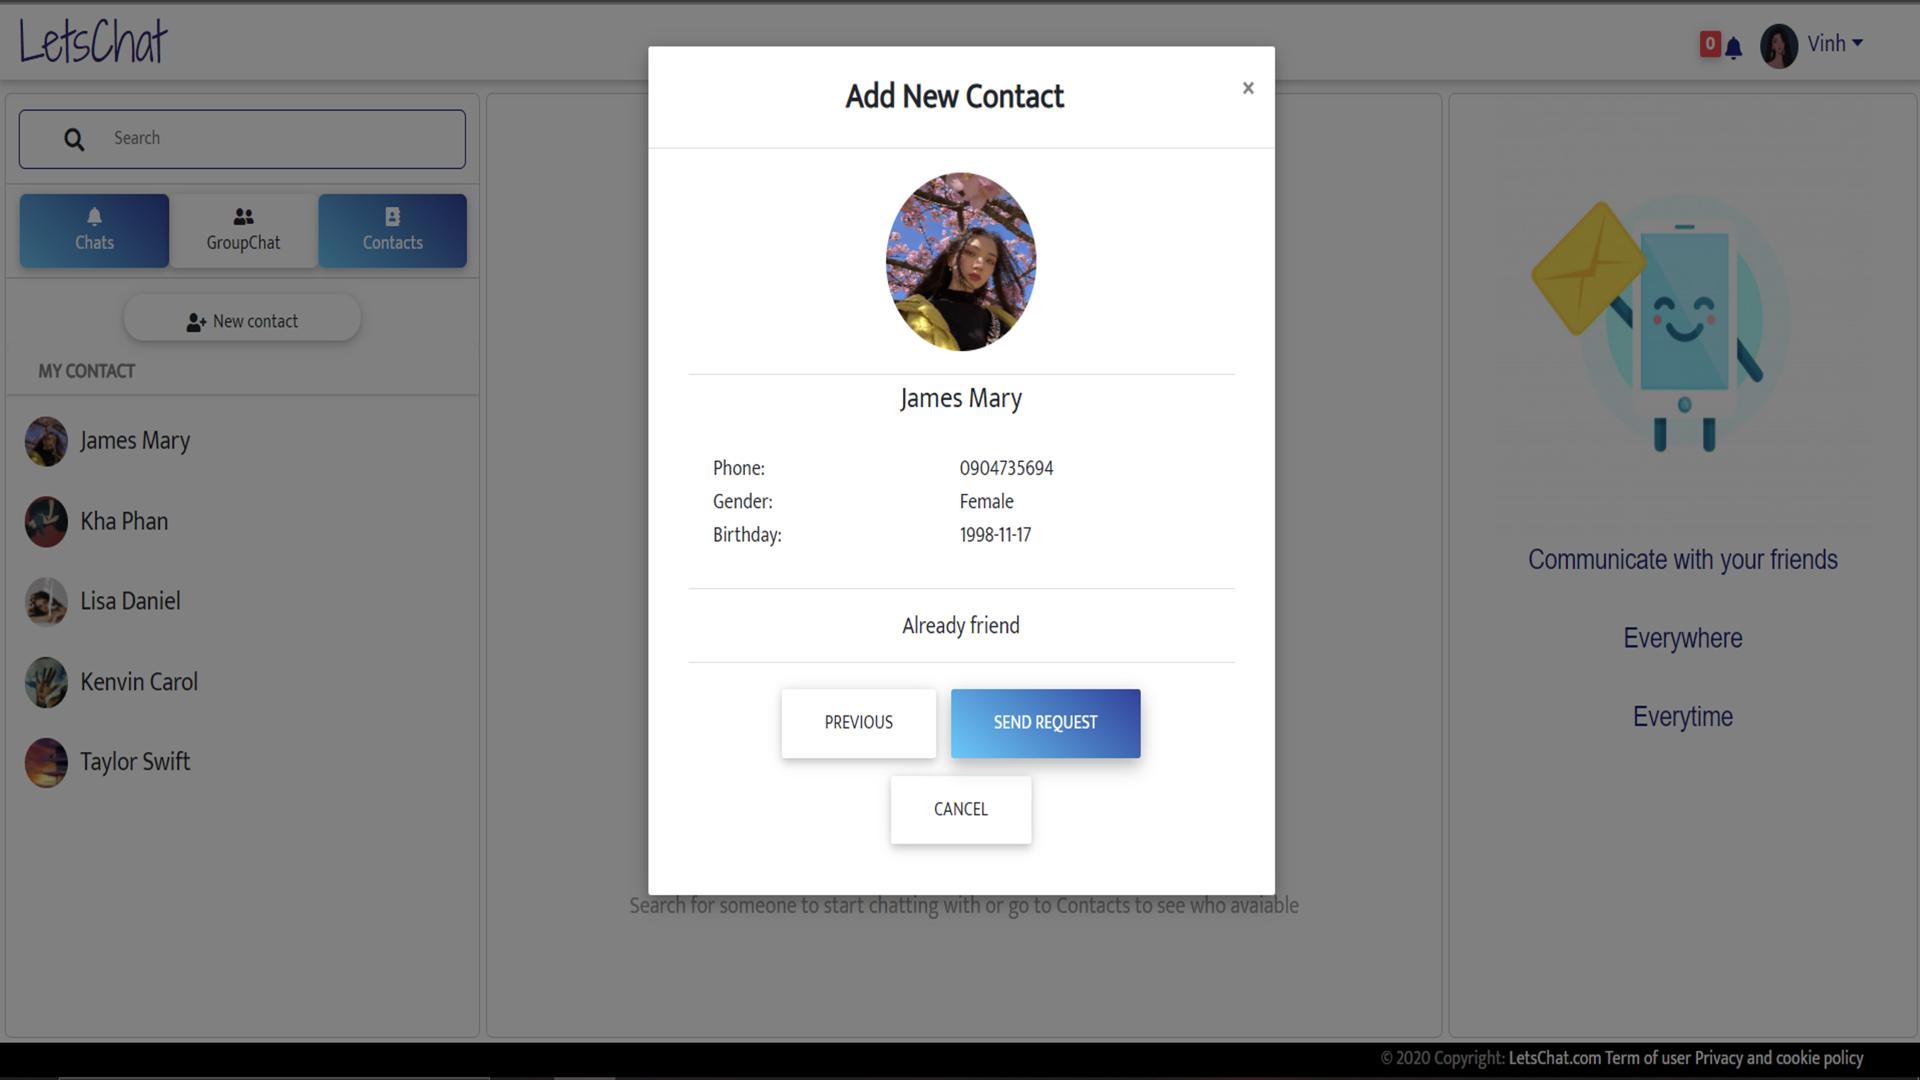 LetsChat
0
Vinh
Search
Chats
GroupChat
Contacts
New contact
MY CONTACT
James Mary
Kha Phan
Lisa Daniel
Kenvin Carol
Taylor Swift
Add New Contact
×
James Mary
Phone: 0904735694
Gender: Female
Birthday: 1998-11-17
Already friend
PREVIOUS
SEND REQUEST
CANCEL
Search for someone to start chatting with or go to Contacts to see who avaiable
Communicate with your friends
Everywhere
Everytime
© 2020 Copyright: LetsChat.com Term of user Privacy and cookie policy